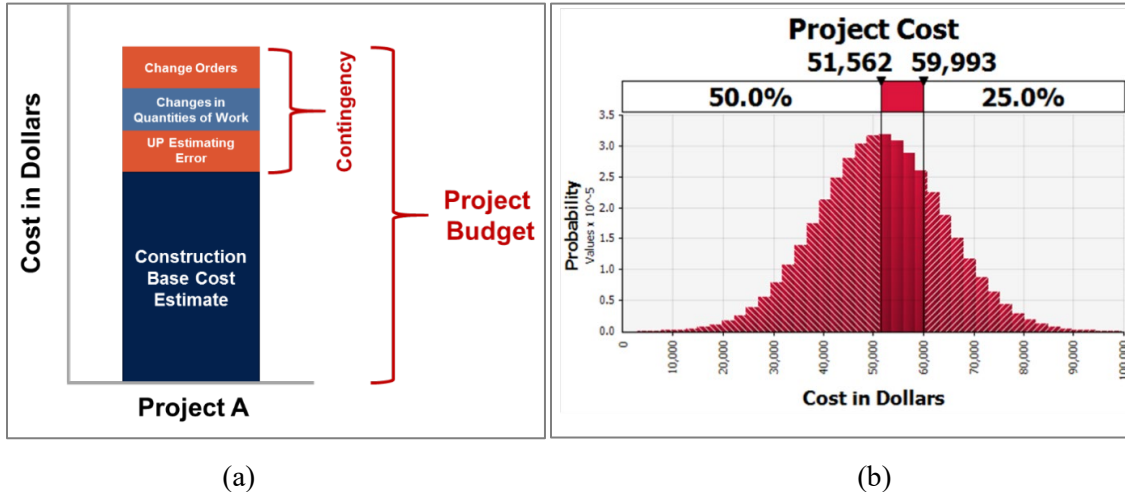 Cost in Dollars
Change Orders
Changes in
Quantities of Work
UP Estimating
Error
Construction
Base Cost
Estimate
Contingency
Project
Budget
Project A
(a)
Project Cost
51,562 59,993
50.0% 25.0%
Probability
Values x 10^-5
3.5
3.0
2.5
2.0
1.5
1.0
0.5
0.0
0
10,000
20,000
30,000
40,000
50,000
60,000
70,000
80,000
90,000
Cost in Dollars
(b)